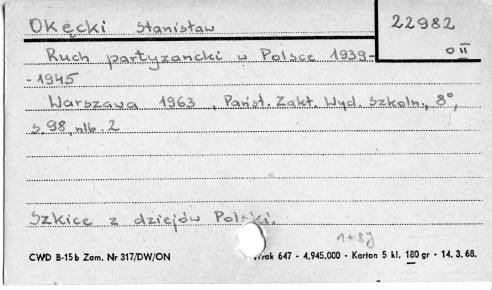 Okęcki Stanisław
22982
O II
Ruch partyzancki w Polsce 1939-
-1945
Warszawa 1963, Państ. Zakł. Wyd. Szkoln., 8°,
s. 98, nlb. 2
Szkice z dziejów Polski.
1+3J
CWD B-15b Zam. Nr 317/DW/ON
Wrak 647 - 4.945.000 - Karton 5 kl. 180 gr - 14.3.68.